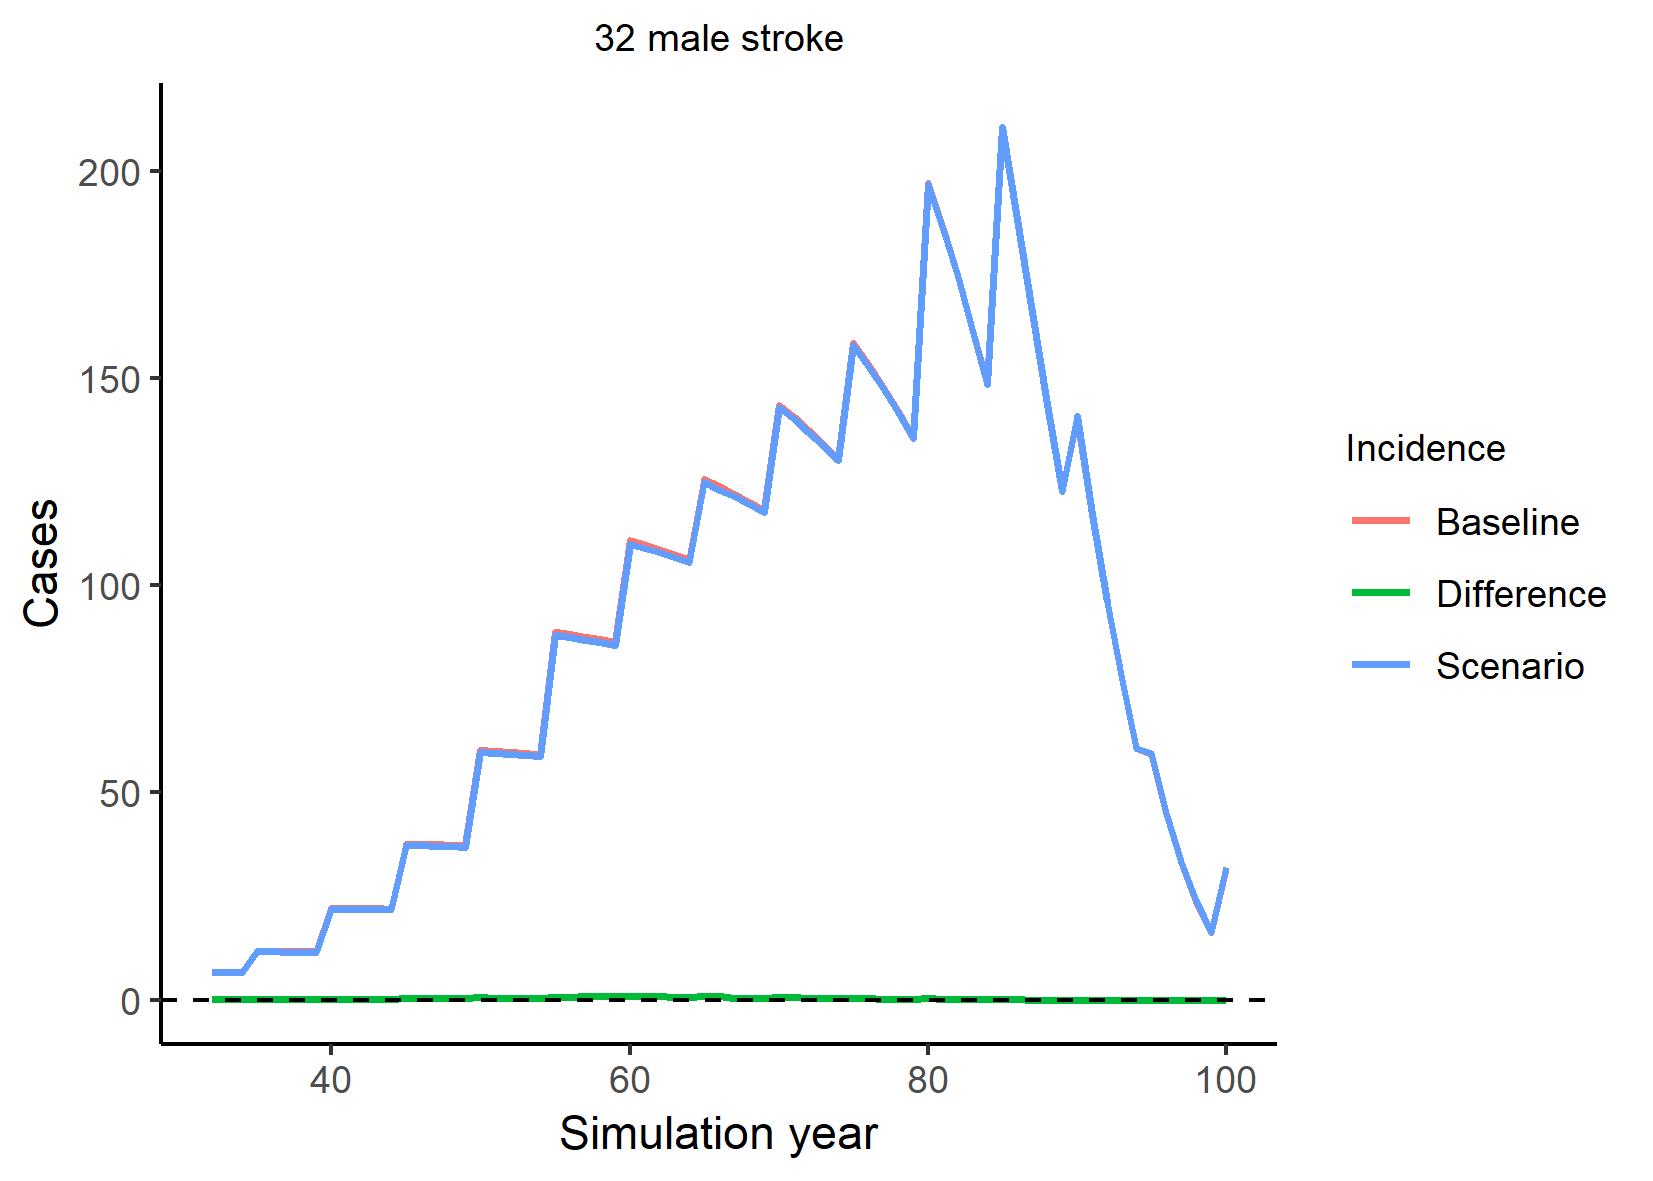 32 male stroke
Cases
200
150
100
50
0
40 60 80 100
Simulation year
Incidence
Baseline
Difference
Scenario